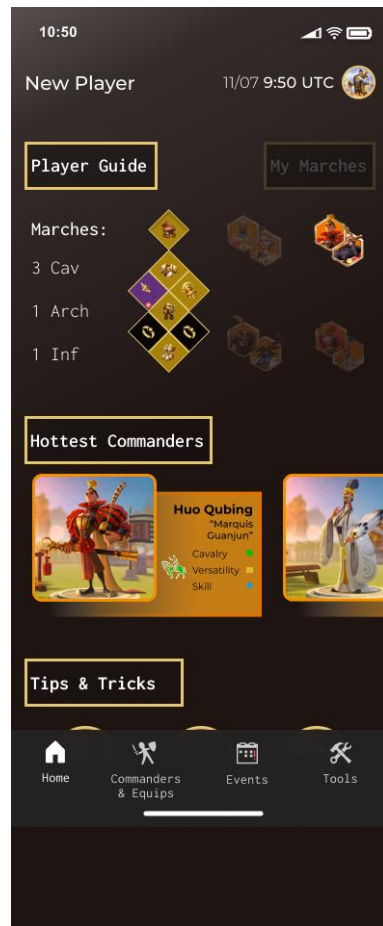 10:50
New Player
11/07 9:50 UTC
Player Guide
My Marches
Marches:
3 Cav
1 Arch
1 Inf
Hottest Commanders
Huo Qubing
"Marquis
Guanjun"
Cavalry
Versatility
Skill
Tips & Tricks
Home
Commanders
& Equips
Events
Tools